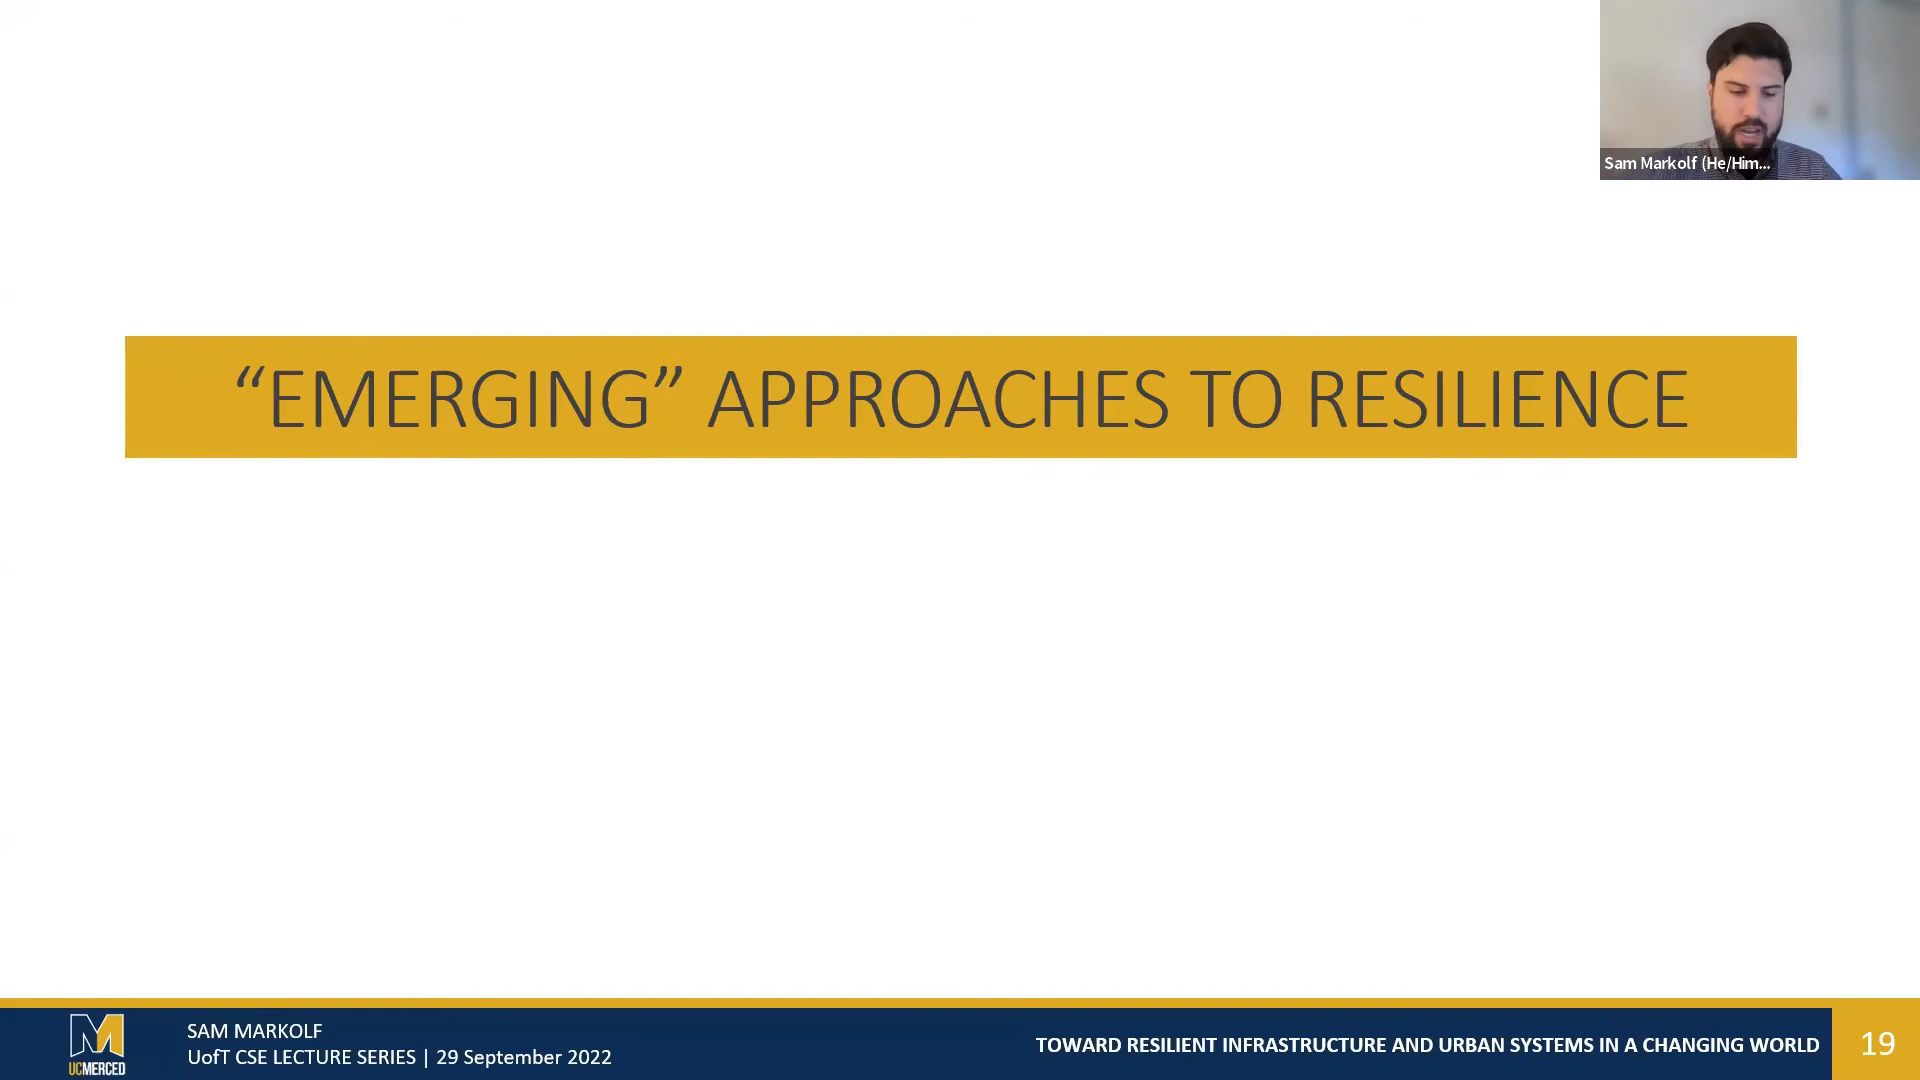 Sam Markolf (He/Him...
“EMERGING” APPROACHES TO RESILIENCE
UCMERCED
SAM MARKOLF
UofT CSE LECTURE SERIES | 29 September 2022
TOWARD RESILIENT INFRASTRUCTURE AND URBAN SYSTEMS IN A CHANGING WORLD
19